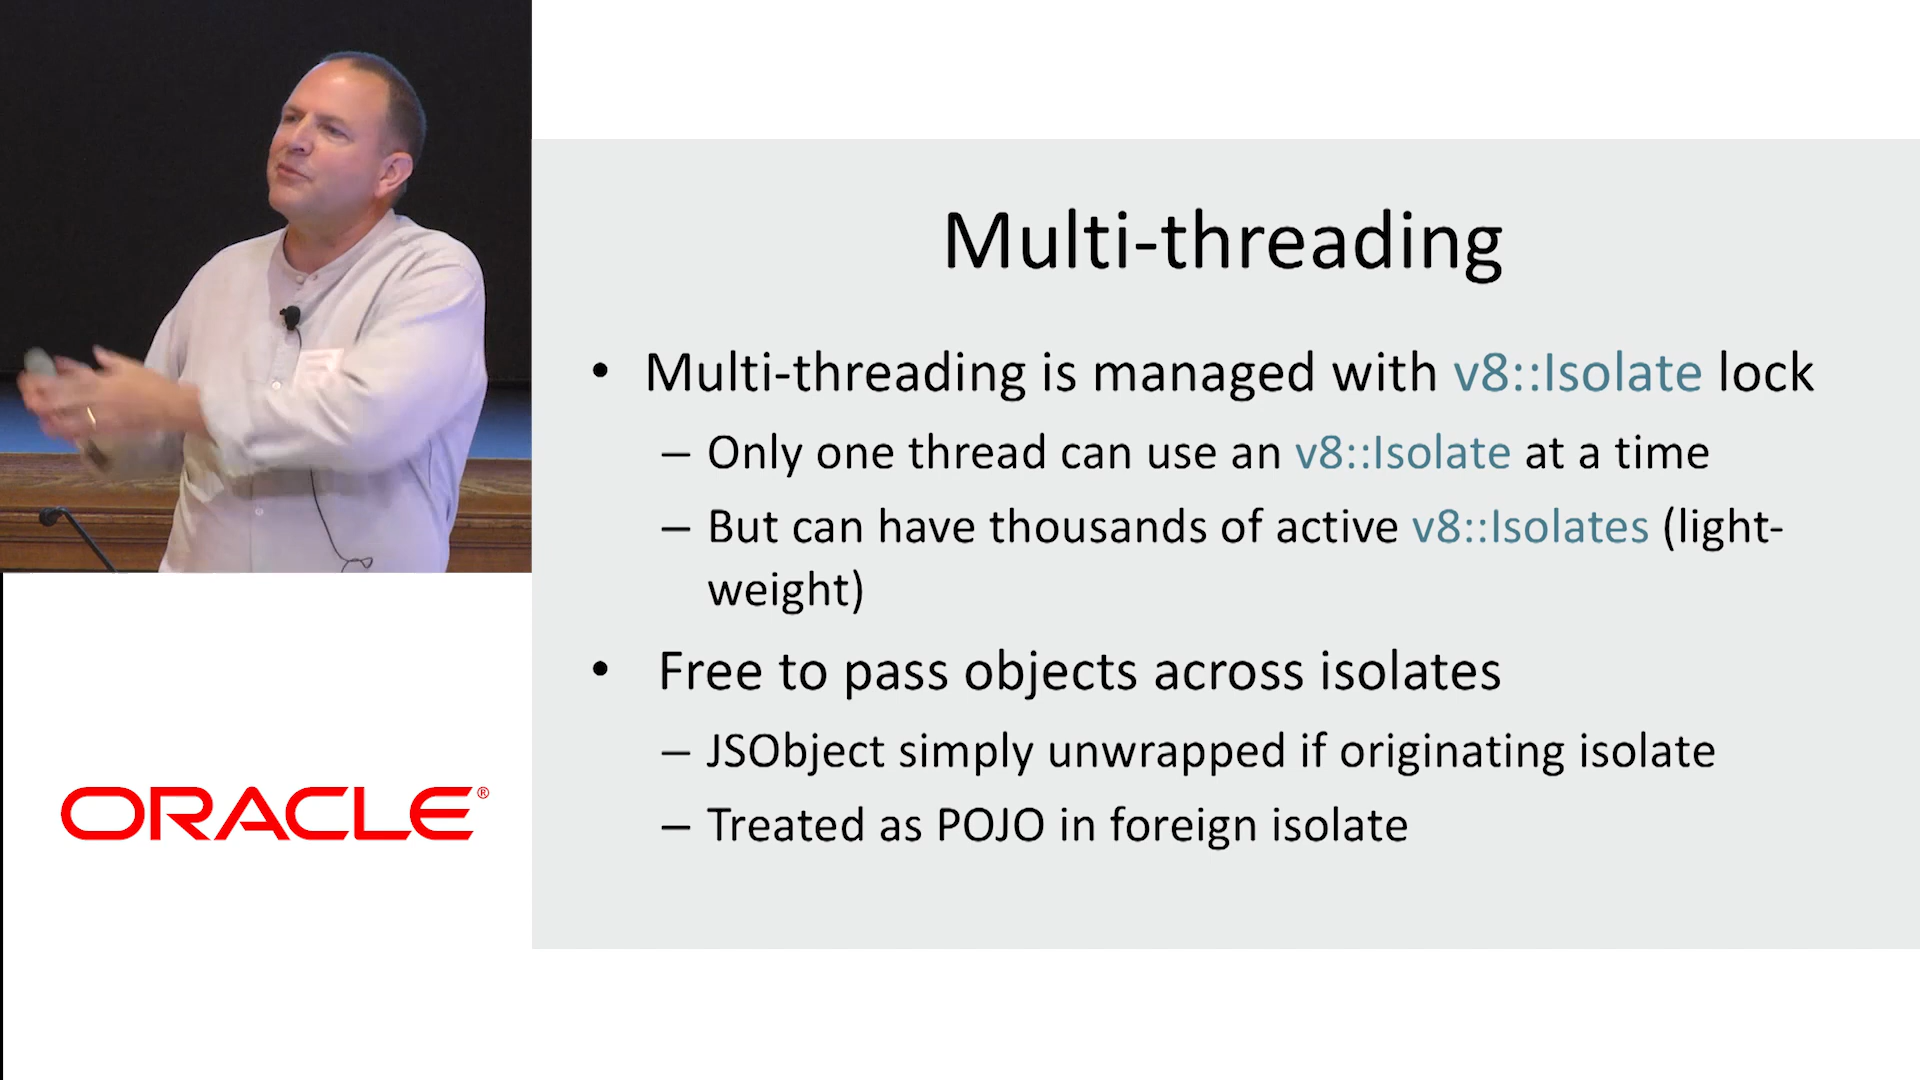 Multi-threading
• Multi-threading is managed with v8::Isolate lock
– Only one thread can use an v8::Isolate at a time
– But can have thousands of active v8::Isolates (light-
weight)
• Free to pass objects across isolates
– JSObject simply unwrapped if originating isolate
– Treated as POJO in foreign isolate
ORACLE®